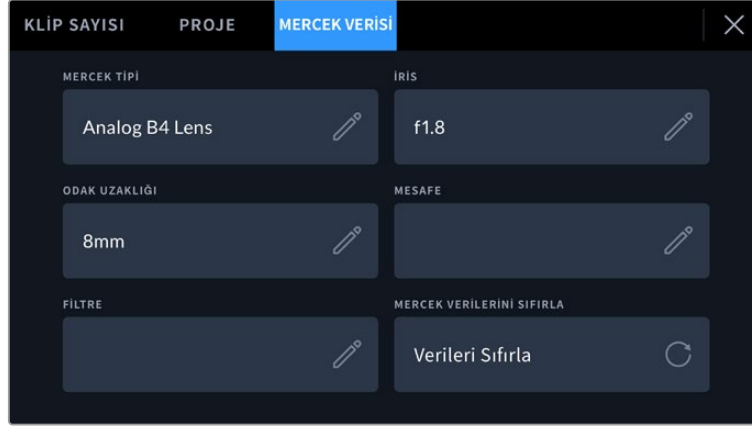 KLİP SAYISI PROJE MERCEK VERİSİ
MERCEK TİPİ İRİS
Analog B4 Lens f1.8
ODAK UZAKLIĞI MESAFE
8mm
FİLTRE MERCEK VERİLERİNİ SIFIRLA
Verileri Sıfırla